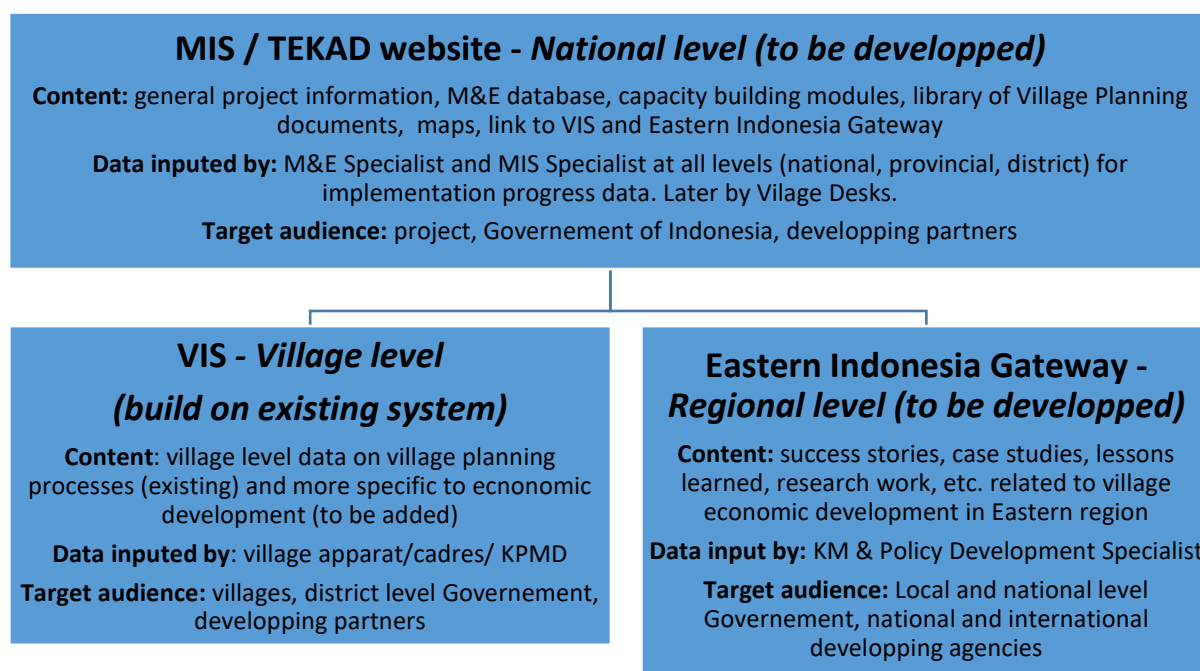 MIS / TEKAD website - National level (to be developped)
Content: general project information, M&E database, capacity building modules, library of Village Planning
documents, maps, link to VIS and Eastern Indonesia Gateway
Data inputed by: M&E Specialist and MIS Specialist at all levels (national, provincial, district) for
implementation progress data. Later by Vilage Desks.
Target audience: project, Governement of Indonesia, developping partners
VIS - Village level
(build on existing system)
Content: village level data on village planning
processes (existing) and more specific to ecnonomic
development (to be added)
Data inputed by: village apparat/cadres/ KPMD
Target audience: villages, district level Governement,
developping partners
Eastern Indonesia Gateway -
Regional level (to be developped)
Content: success stories, case studies, lessons
learned, research work, etc. related to village
economic development in Eastern region
Data input by: KM & Policy Development Specialist
Target audience: Local and national level
Governement, national and international
developping agencies